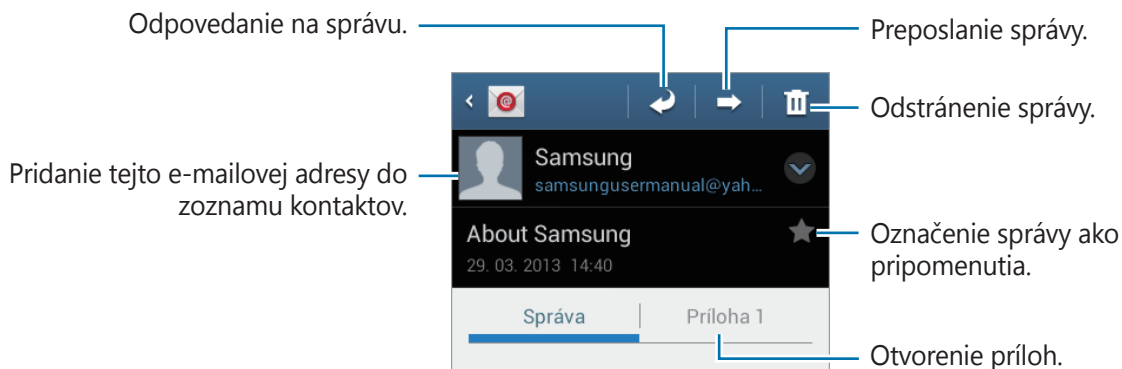 Odpovedanie na správu.
Preposlanie správy.
Odstránenie správy.
Pridanie tejto e-mailovej adresy do
zoznamu kontaktov.
Samsung
samsungusermanual@yah...
About Samsung
29. 03. 2013 14:40
Označenie správy ako
pripomenutia.
Správa
Príloha 1
Otvorenie príloh.